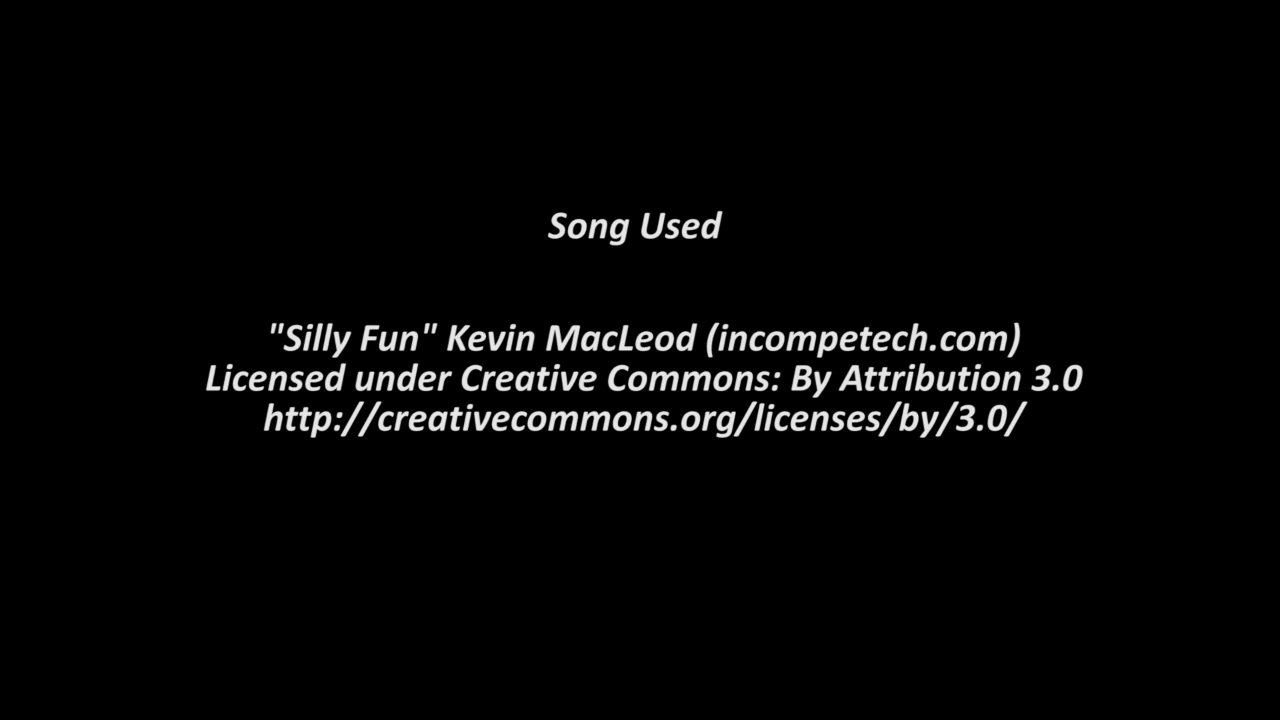 Song Used
"Silly Fun" Kevin MacLeod (incompetech.com)
Licensed under Creative Commons: By Attribution 3.0
http://creativecommons.org/licenses/by/3.0/